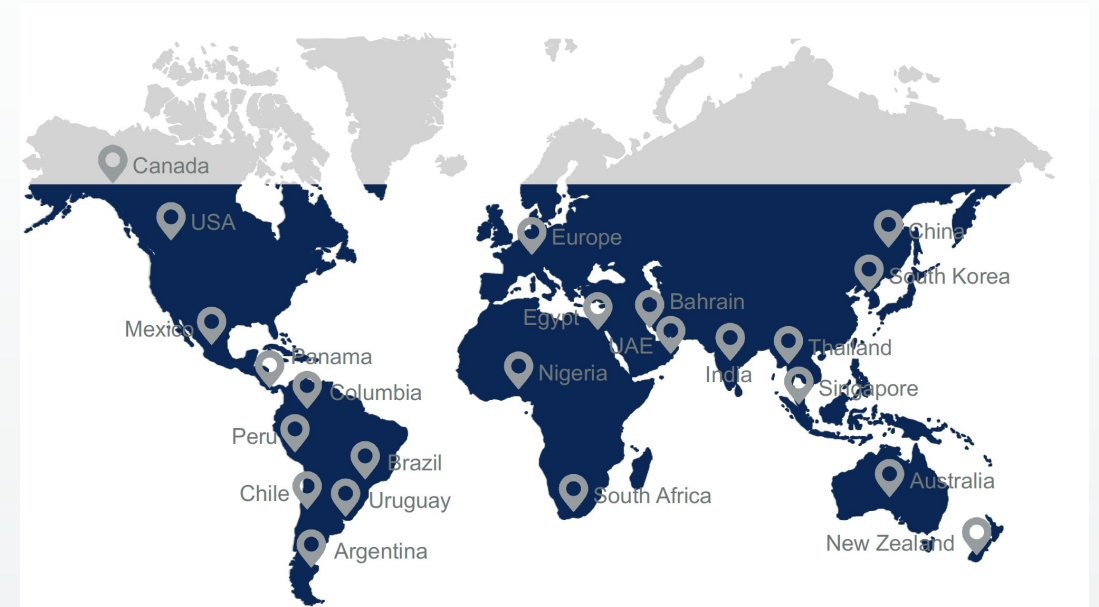 Canada
USA
Europe
China
South Korea
Bahrain
Egypt
Mexico
UAE
Thailand
Panama
India
Nigeria
Singapore
Columbia
Peru
Brazil
Australia
Chile
South Africa
Uruguay
New Zealand
Argentina